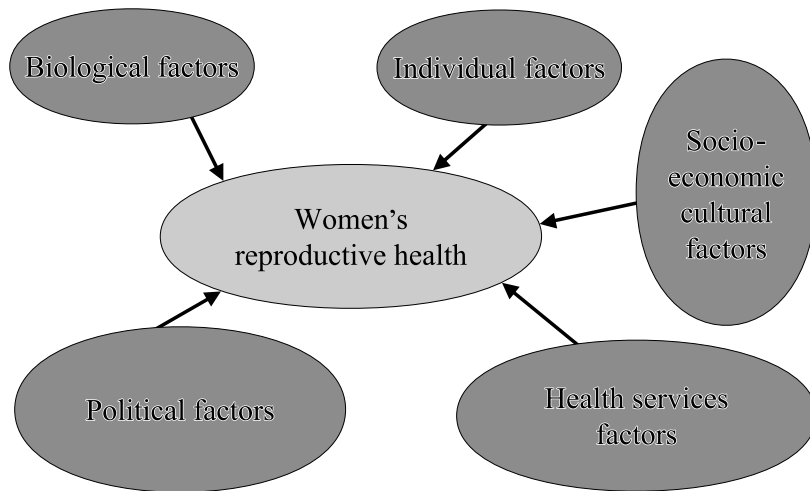 Biological factors
Individual factors
Socio-
economic
cultural
factors
Women’s
reproductive health
Political factors
Health services
factors